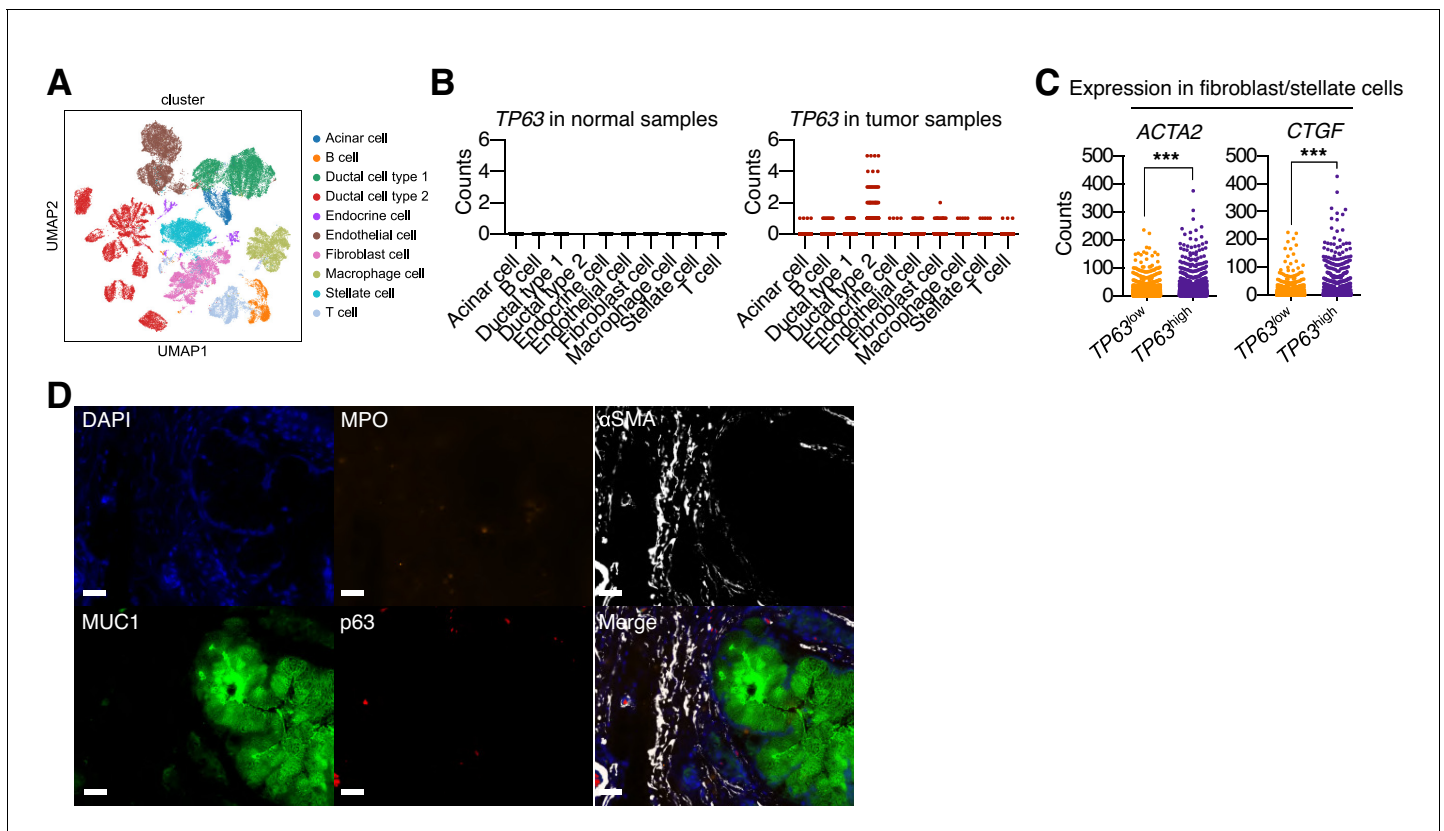 A
cluster
UMAP2
UMAP1
Acinar cell
B cell
Ductal cell type 1
Ductal cell type 2
Endocrine cell
Endothelial cell
Fibroblast cell
Macrophage cell
Stellate cell
T cell
B
TP63 in normal samples
Counts
6
4
2
0
Acinar cell
B cell
Ductal type 1
Ductal type 2
Endocrine cell
Endothelial cell
Fibroblast cell
Macrophage cell
Stellate cell
T cell
TP63 in tumor samples
Counts
6
4
2
0
Acinar cell
B cell
Ductal type 1
Ductal type 2
Endocrine cell
Endothelial cell
Fibroblast cell
Macrophage cell
Stellate cell
T cell
C
Expression in fibroblast/stellate cells
ACTA2
***
Counts
500
400
300
200
100
0
TP63low
TP63high
CTGF
***
500
400
300
200
100
0
TP63low
TP63high
D
DAPI
MPO
αSMA
MUC1
p63
Merge